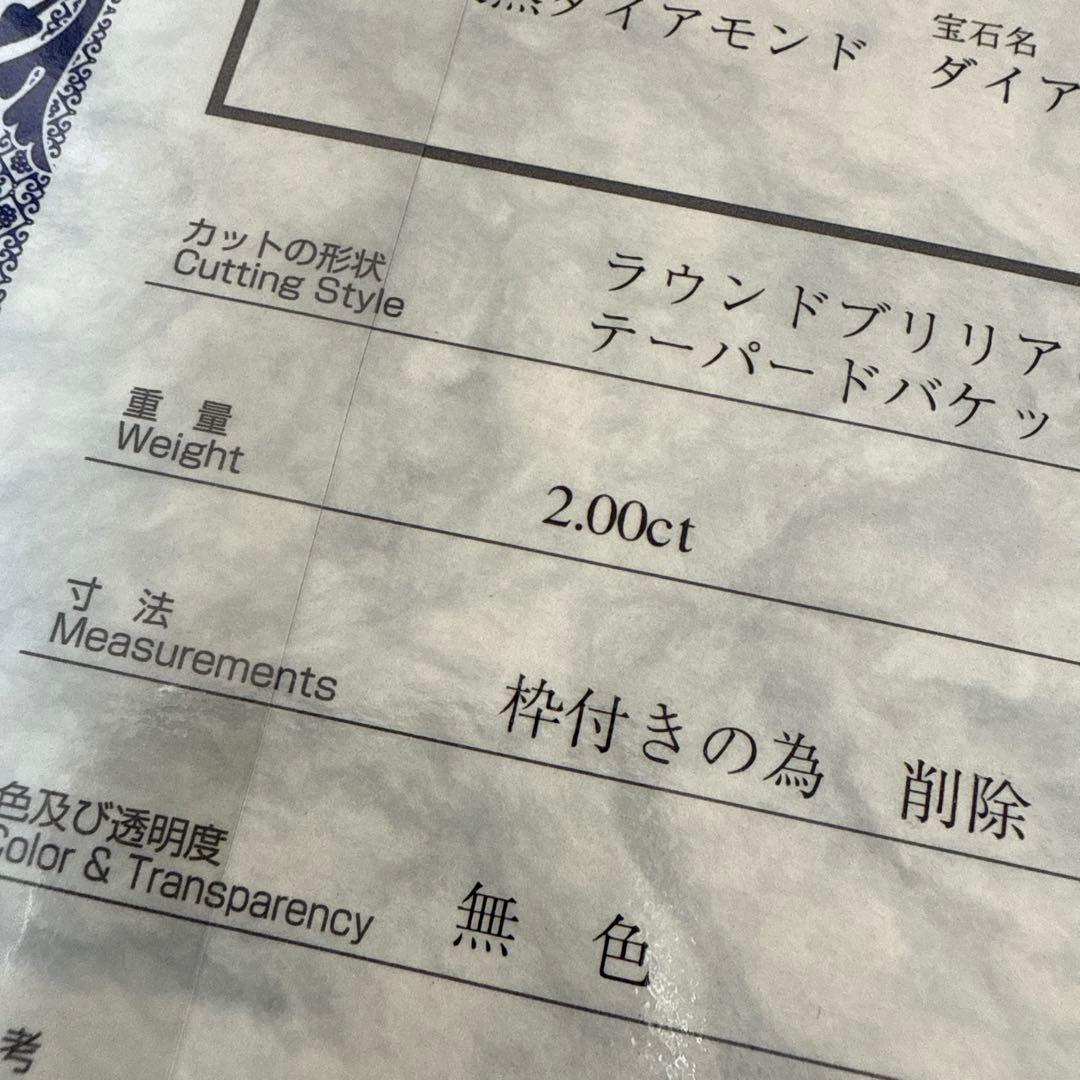 ダイアモンド
宝石名
ダイア
カットの形状
Cutting Style
ラウンドブリリア
テーパードバケッ
重 量
Weight
2.00ct
寸 法
Measurements
枠付きの為 削除
色及び透明度
Color & Transparency
無 色
考